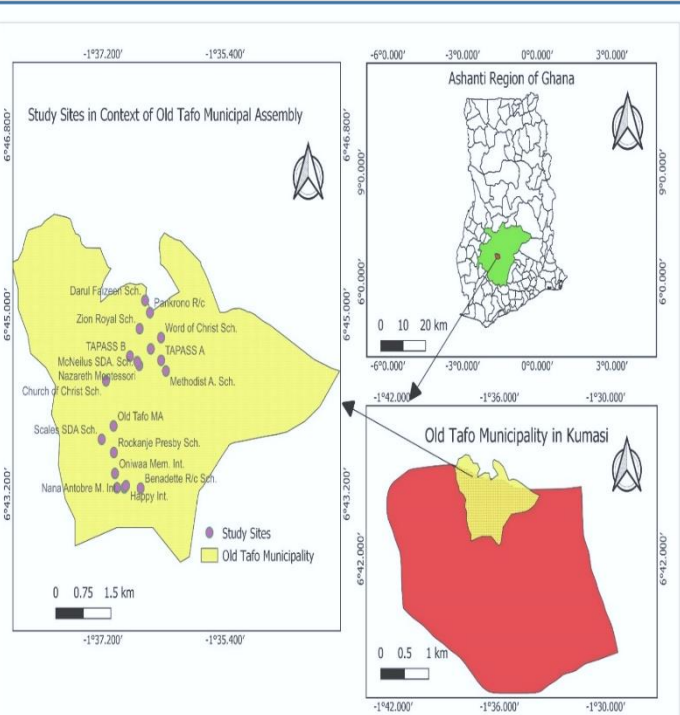 -1°37.200' -1°35.400'
Study Sites in Context of Old Tafo Municipal Assembly
6°46.800' 6°46.800'
6°45.000' 6°45.000'
6°43.200' 6°43.200'
Darul Faizeen Sch.
Pankrono R/c
Zion Royal Sch.
Word of Christ Sch.
TAPASS B
TAPASS A
McNeilus SDA. Sch.
Nazareth Montessori
Methodist A. Sch.
Church of Christ Sch.
Old Tafo MA
Scales SDA Sch.
Rockanje Presby Sch.
Oniwaa Mem. Int.
Benadette R/c Sch.
Nana Antobre M. Int.
Happy Int.
Study Sites
Old Tafo Municipality
0 0.75 1.5 km
-1°37.200' -1°35.400'
-6°0.000' -3°0.000' 0°0.000' 3°0.000'
Ashanti Region of Ghana
9°0.000' 9°0.000'
6°0.000' 6°0.000'
0 10 20 km
-6°0.000' -3°0.000' 0°0.000' 3°0.000'
-1°42.000' -1°36.000' -1°30.000'
Old Tafo Municipality in Kumasi
6°42.000' 6°42.000'
0 0.5 1 km
-1°42.000' -1°36.000' -1°30.000'